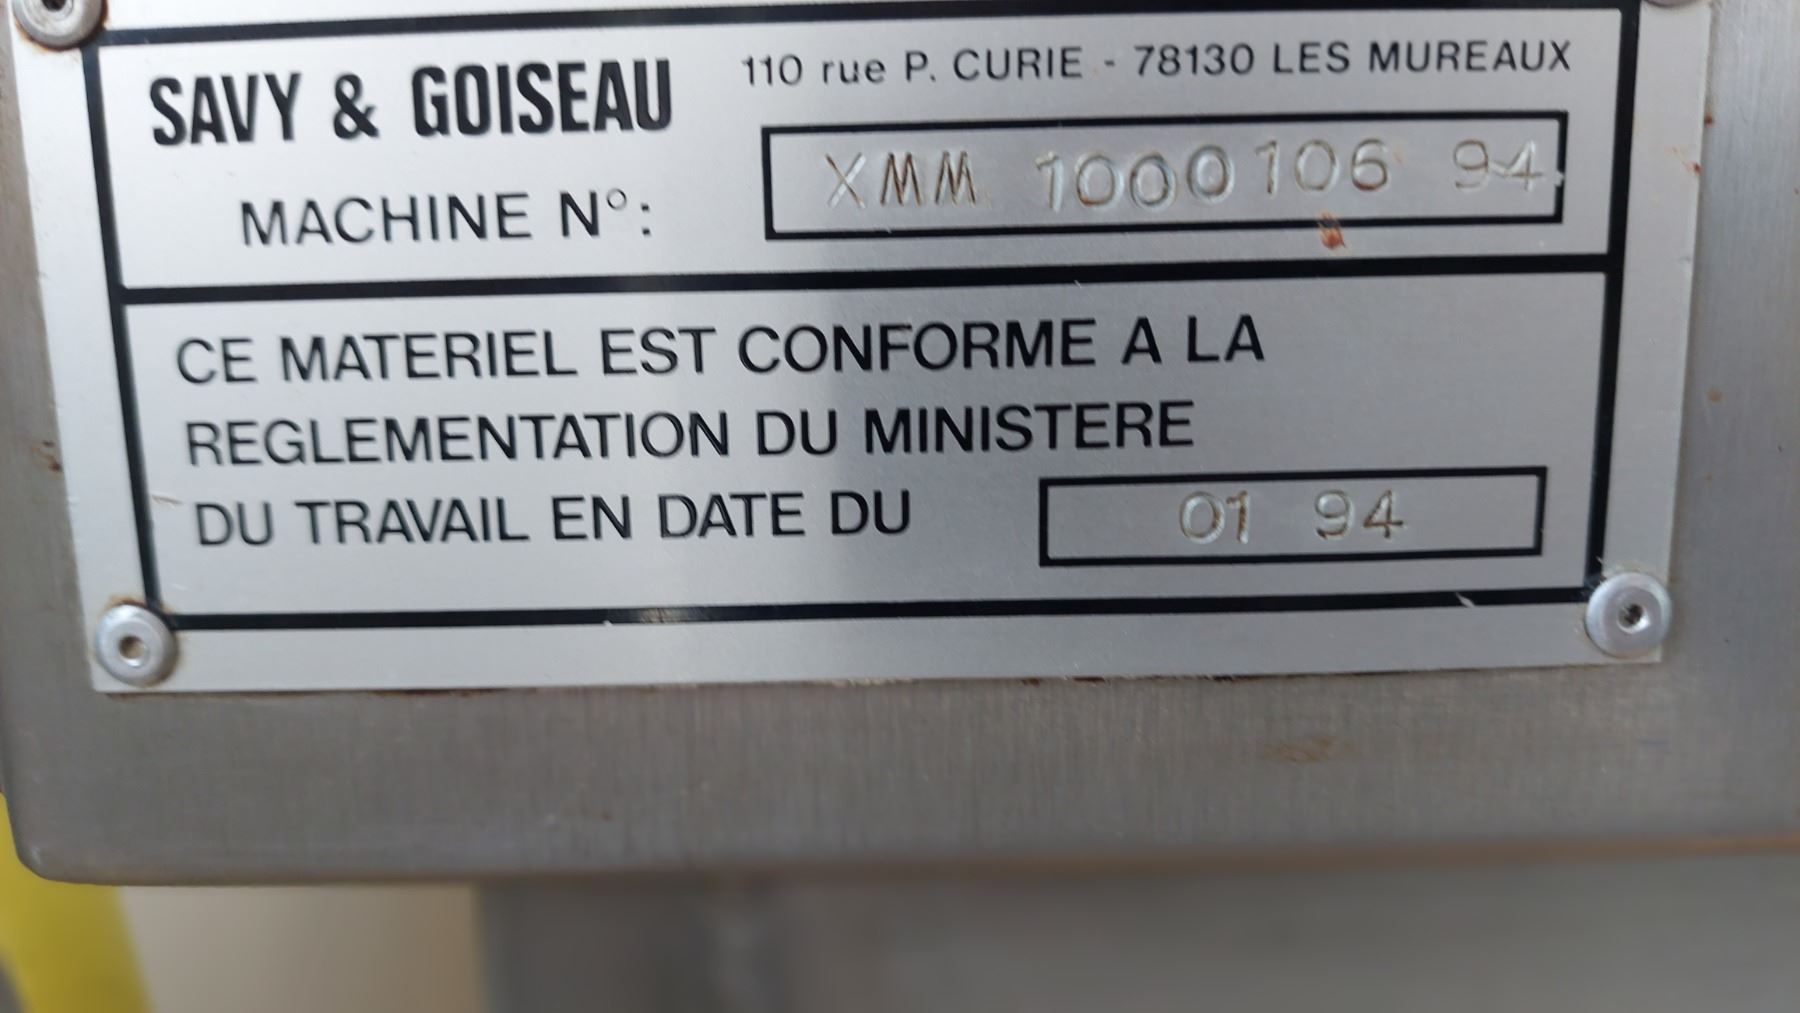 SAVY & GOISEAU 110 rue P. CURIE - 78130 LES MUREAUX
MACHINE N°: XMM 1000106 94
CE MATERIEL EST CONFORME A LA
REGLEMENTATION DU MINISTERE
DU TRAVAIL EN DATE DU 01 94